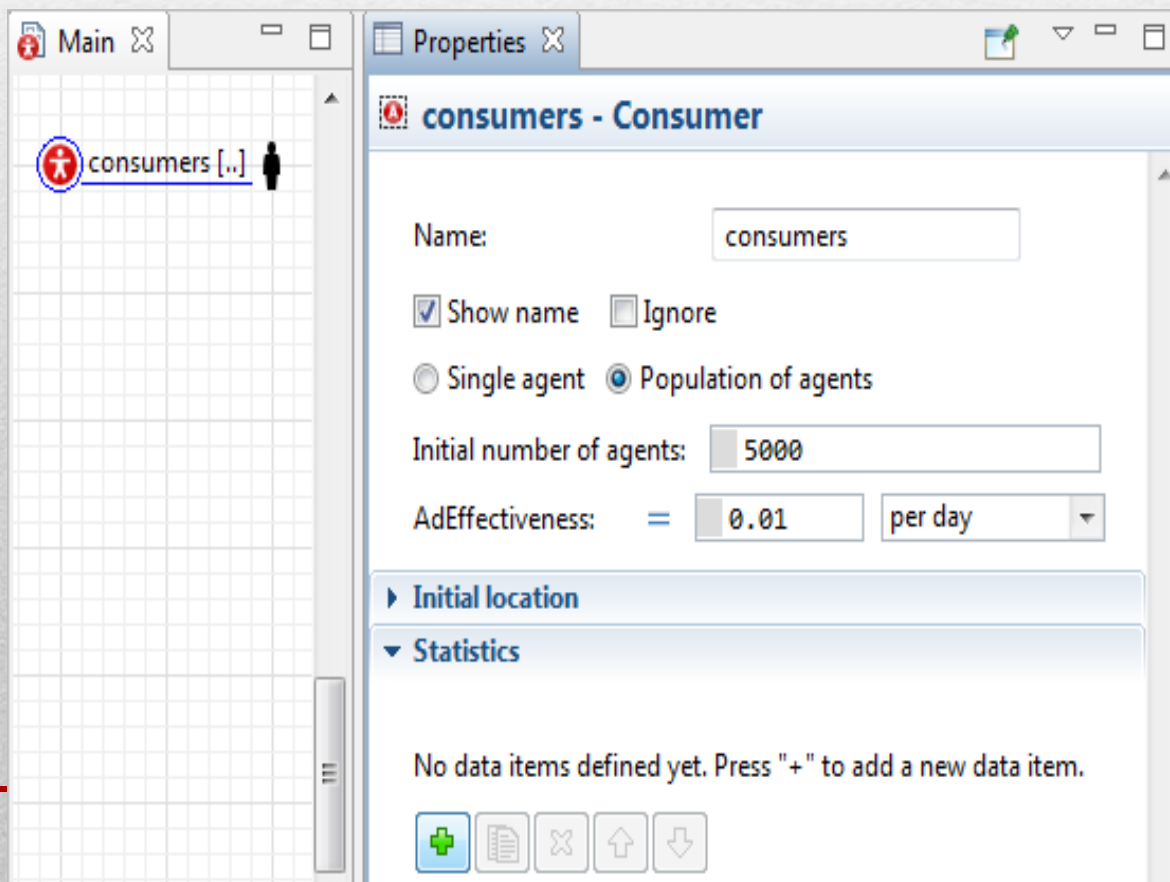 Main
consumers [..]
Properties
consumers - Consumer
Name: consumers
Show name Ignore
Single agent Population of agents
Initial number of agents: 5000
AdEffectiveness: = 0.01 per day
Initial location
Statistics
No data items defined yet. Press "+" to add a new data item.